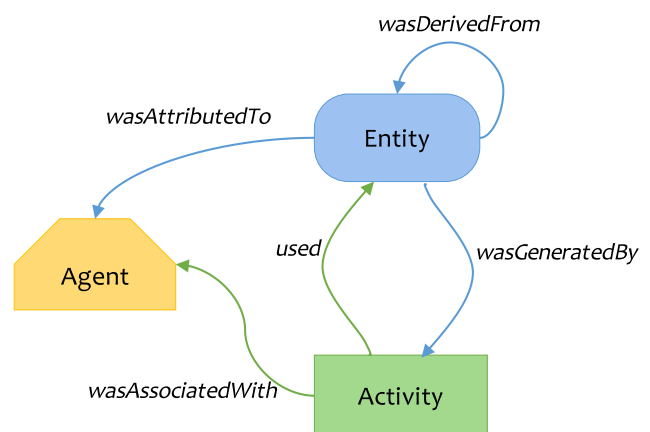 wasDerivedFrom
wasAttributedTo
Entity
used
wasGeneratedBy
Agent
wasAssociatedWith
Activity